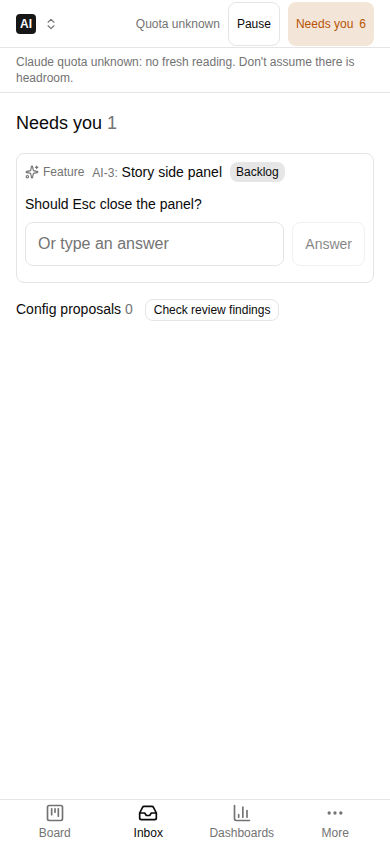 AI Quota unknown Pause Needs you 6
Claude quota unknown: no fresh reading. Don't assume there is
headroom.
Needs you 1
Feature AI-3: Story side panel Backlog
Should Esc close the panel?
Or type an answer Answer
Config proposals 0 Check review findings
Board Inbox Dashboards More